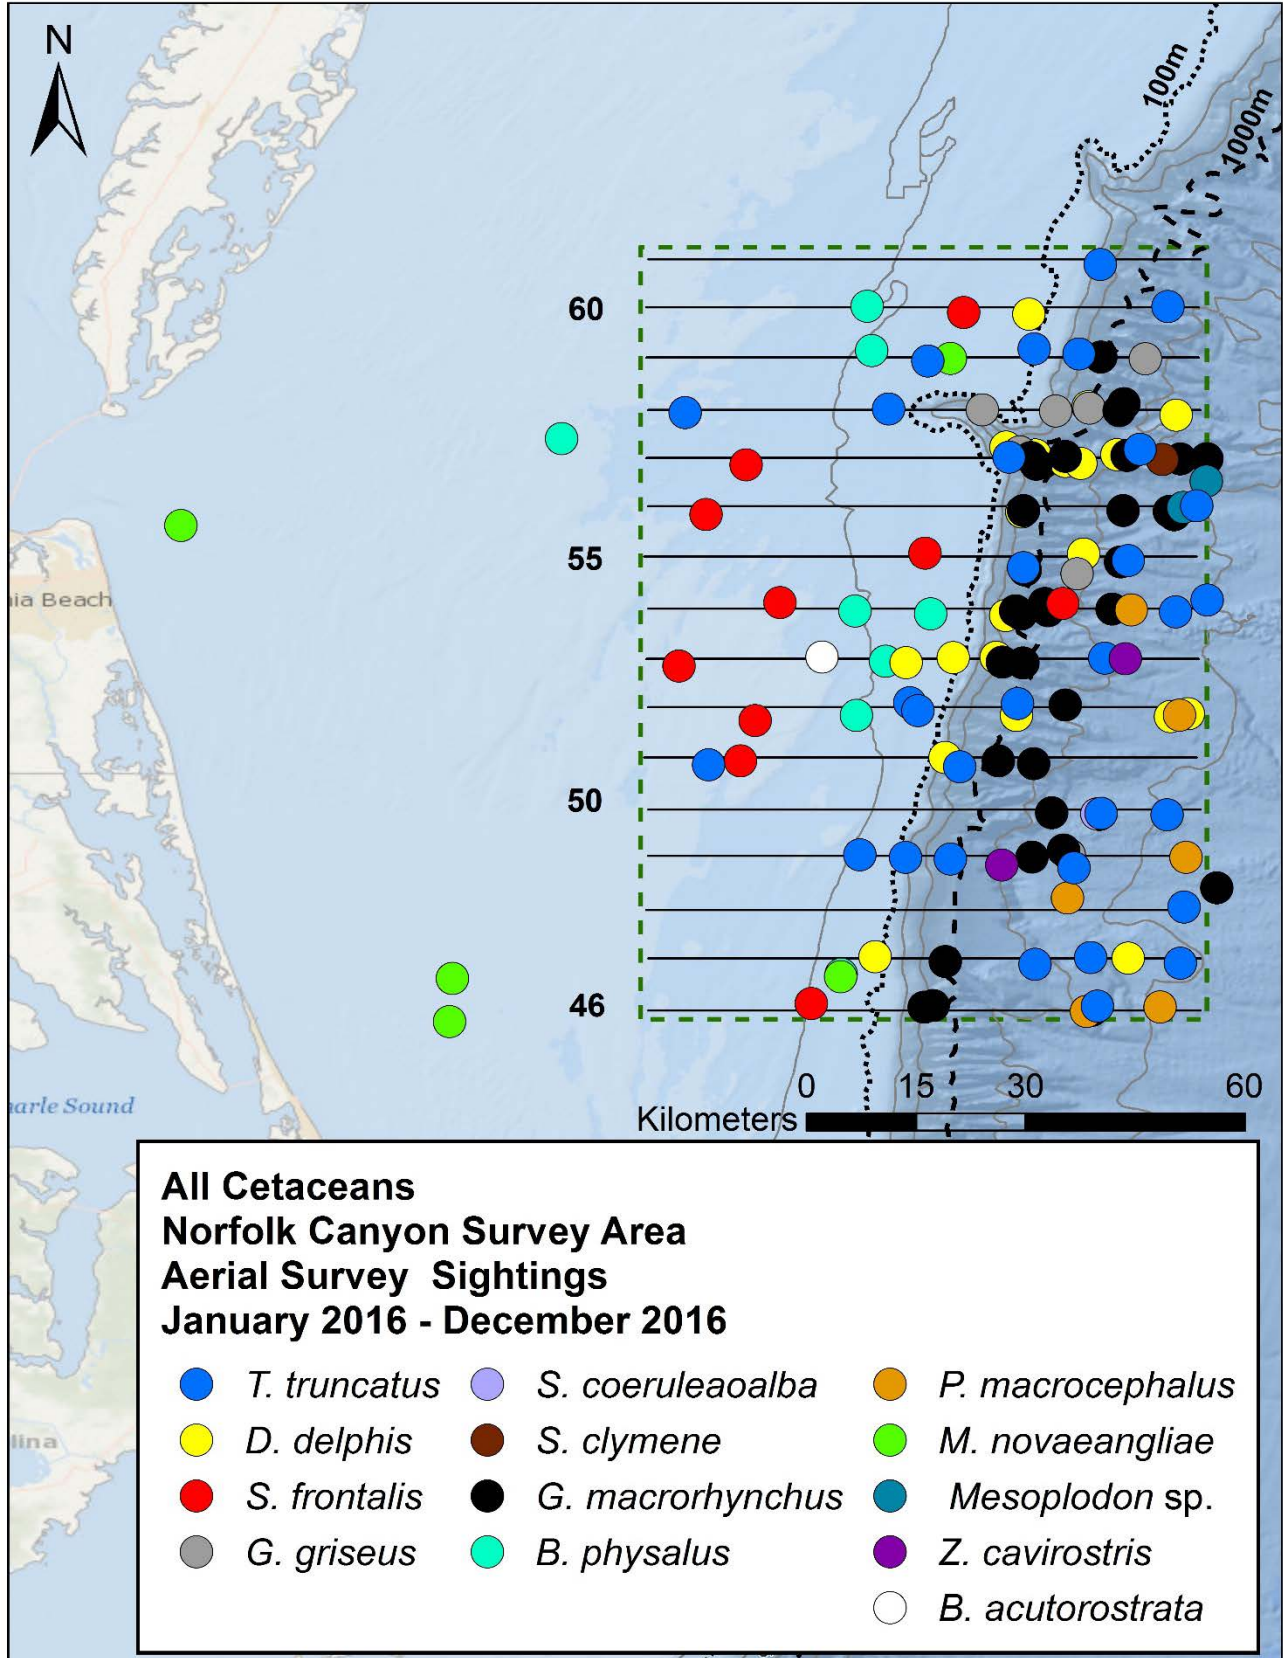 N
100m
1000m
60
55
nia Beach
50
46
0 15 30 60
Kilometers
arle Sound
All Cetaceans
Norfolk Canyon Survey Area
Aerial Survey Sightings
January 2016 - December 2016
T. truncatus S. coeruleaoalba P. macrocephalus
D. delphis S. clymene M. novaeangliae
S. frontalis G. macrorhynchus Mesoplodon sp.
G. griseus B. physalus Z. cavirostris
B. acutorostrata
lina